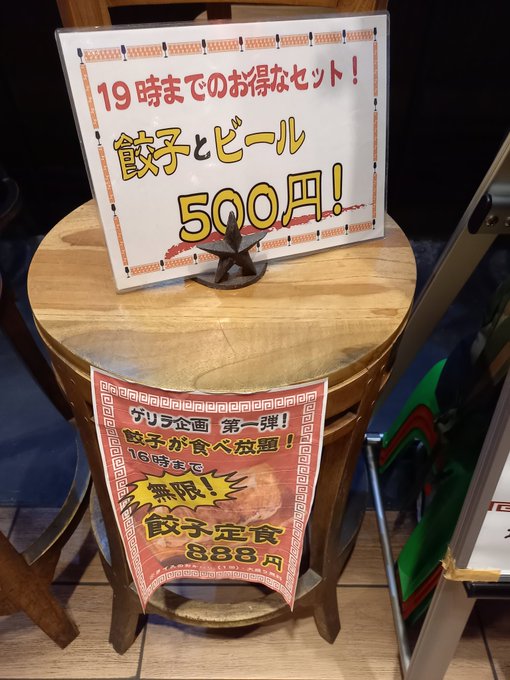 19時までのお得なセット！
餃子とビール
500円！
ゲリラ企画 第一弾！
餃子が食べ放題！
16時まで
無限！
餃子定食
888円